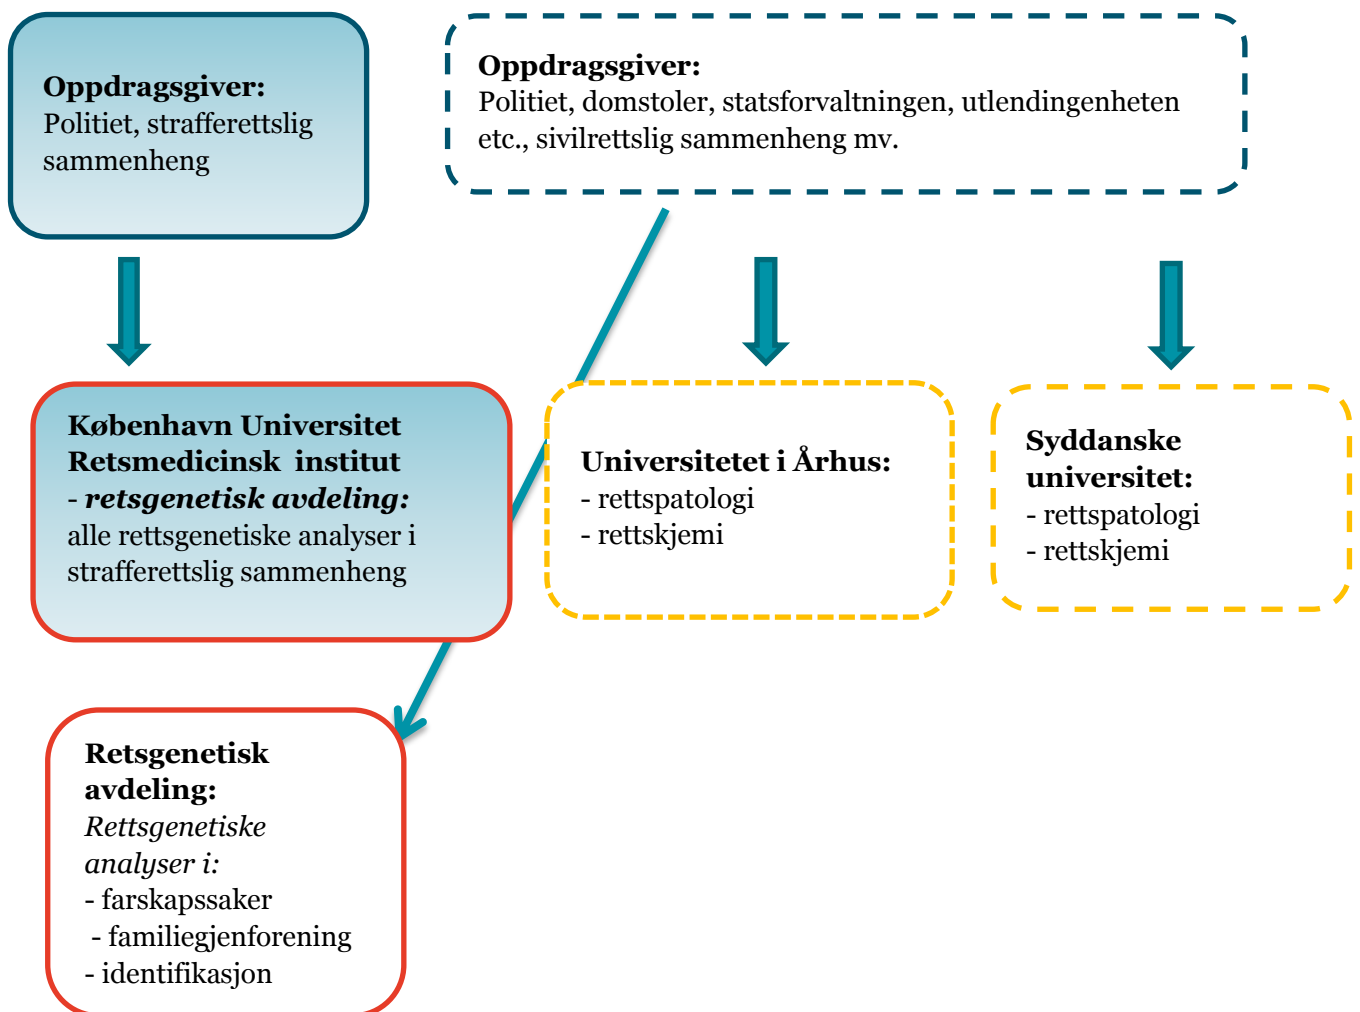 Oppdragsgiver:
Politiet, strafferettslig
sammenheng
Oppdragsgiver:
Politiet, domstoler, statsforvaltningen, utlendingenheten
etc., sivilrettslig sammenheng mv.
København Universitet
Retsmedicinsk institut
- retsgenetisk avdeling:
alle rettsgenetiske analyser i
strafferettslig sammenheng
Universitetet i Århus:
- rettspatologi
- rettskjemi
Syddanske
universitet:
- rettspatologi
- rettskjemi
Retsgenetisk
avdeling:
Rettsgenetiske
analyser i:
- farskapssaker
- familiegjenforening
- identifikasjon